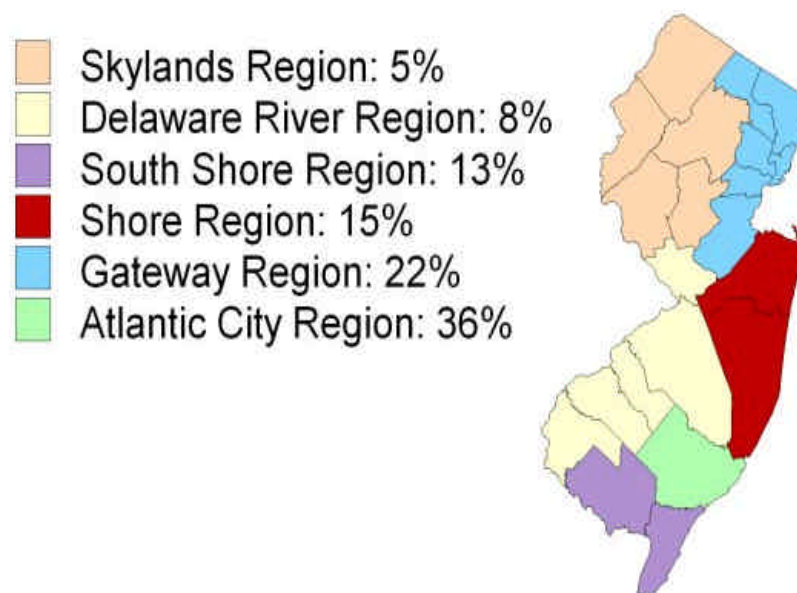 Skylands Region: 5%
Delaware River Region: 8%
South Shore Region: 13%
Shore Region: 15%
Gateway Region: 22%
Atlantic City Region: 36%